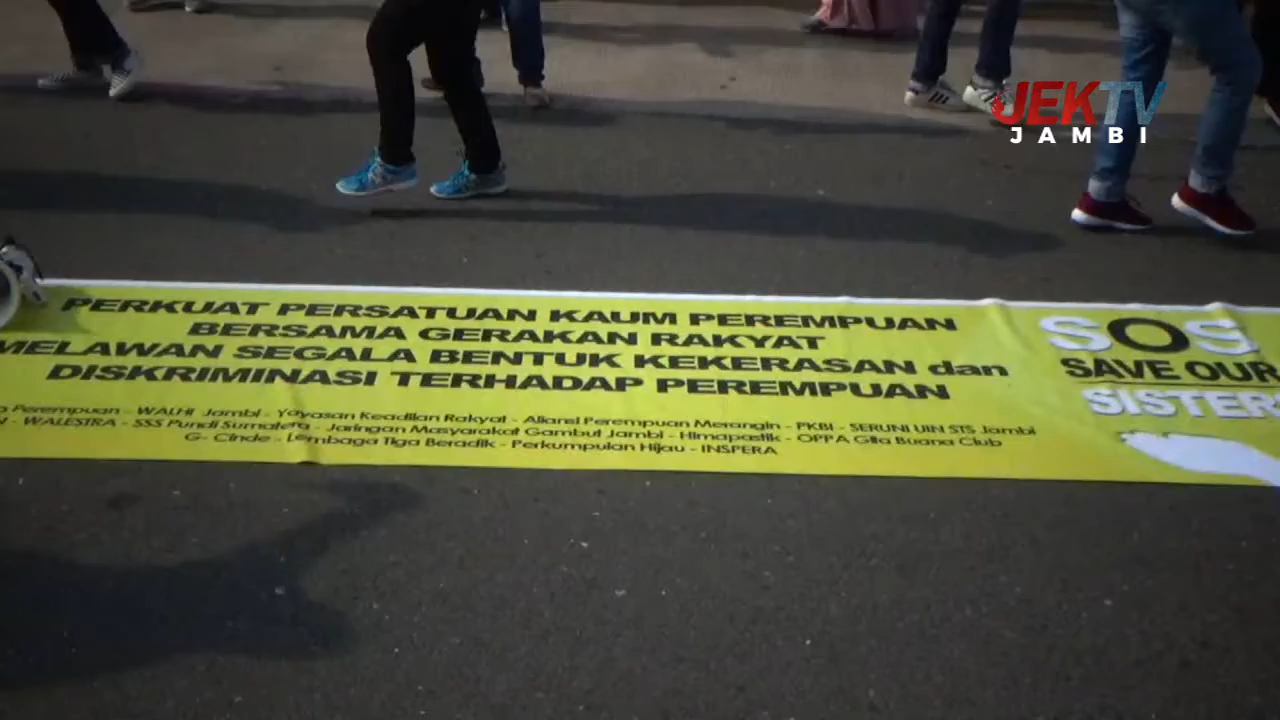 JEKTV
JAMBI
PERKUAT PERSATUAN KAUM PEREMPUAN
BERSAMA GERAKAN RAKYAT
MELAWAN SEGALA BENTUK KEKERASAN dan
DISKRIMINASI TERHADAP PEREMPUAN
Perempuan - WALHI Jambi - Yayasan Keadilan Rakyat - Aliansi Perempuan Merangin - PKBI - SERUNI UIN STS Jambi
- WALESTRA - SSS Pundi Sumatera - Jaringan Masyarakat Gambut Jambi - Himapastik - OPPA Gita Buana Club
G- Cinde - Lembaga Tiga Beradik - Perkumpulan Hijau - INSPERA
SOS
SAVE OUR
SISTERS